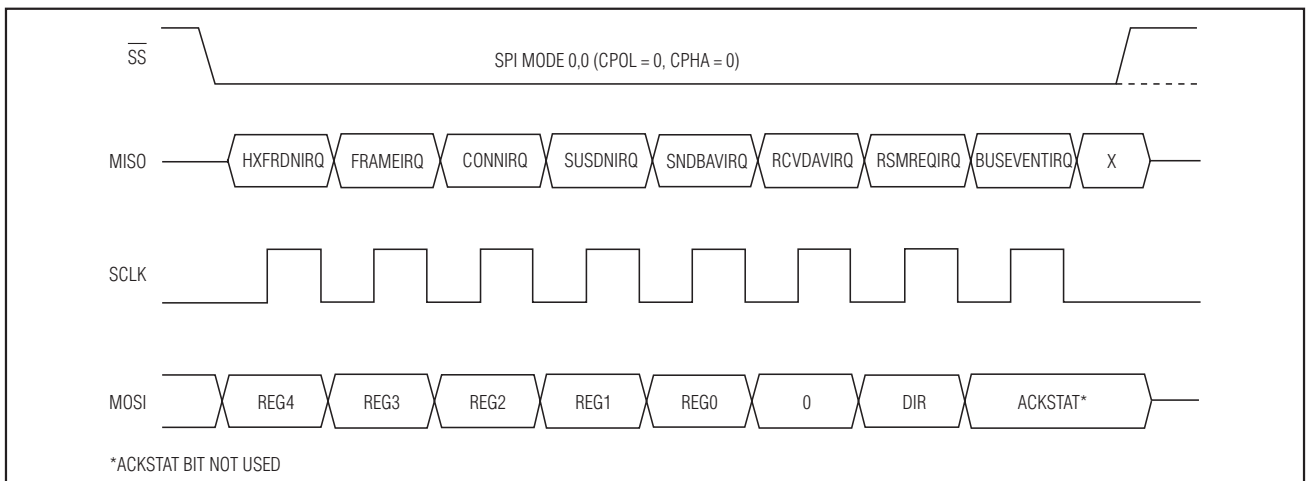 SS
SPI MODE 0,0 (CPOL = 0, CPHA = 0)
MISO
HXFRDNIRQ
FRAMEIRQ
CONNIRQ
SUSDNIRQ
SNDBAVIRQ
RCVDAVIRQ
RSMREQIRQ
BUSEVENTIRQ
X
SCLK
MOSI
REG4
REG3
REG2
REG1
REG0
0
DIR
ACKSTAT*
*ACKSTAT BIT NOT USED